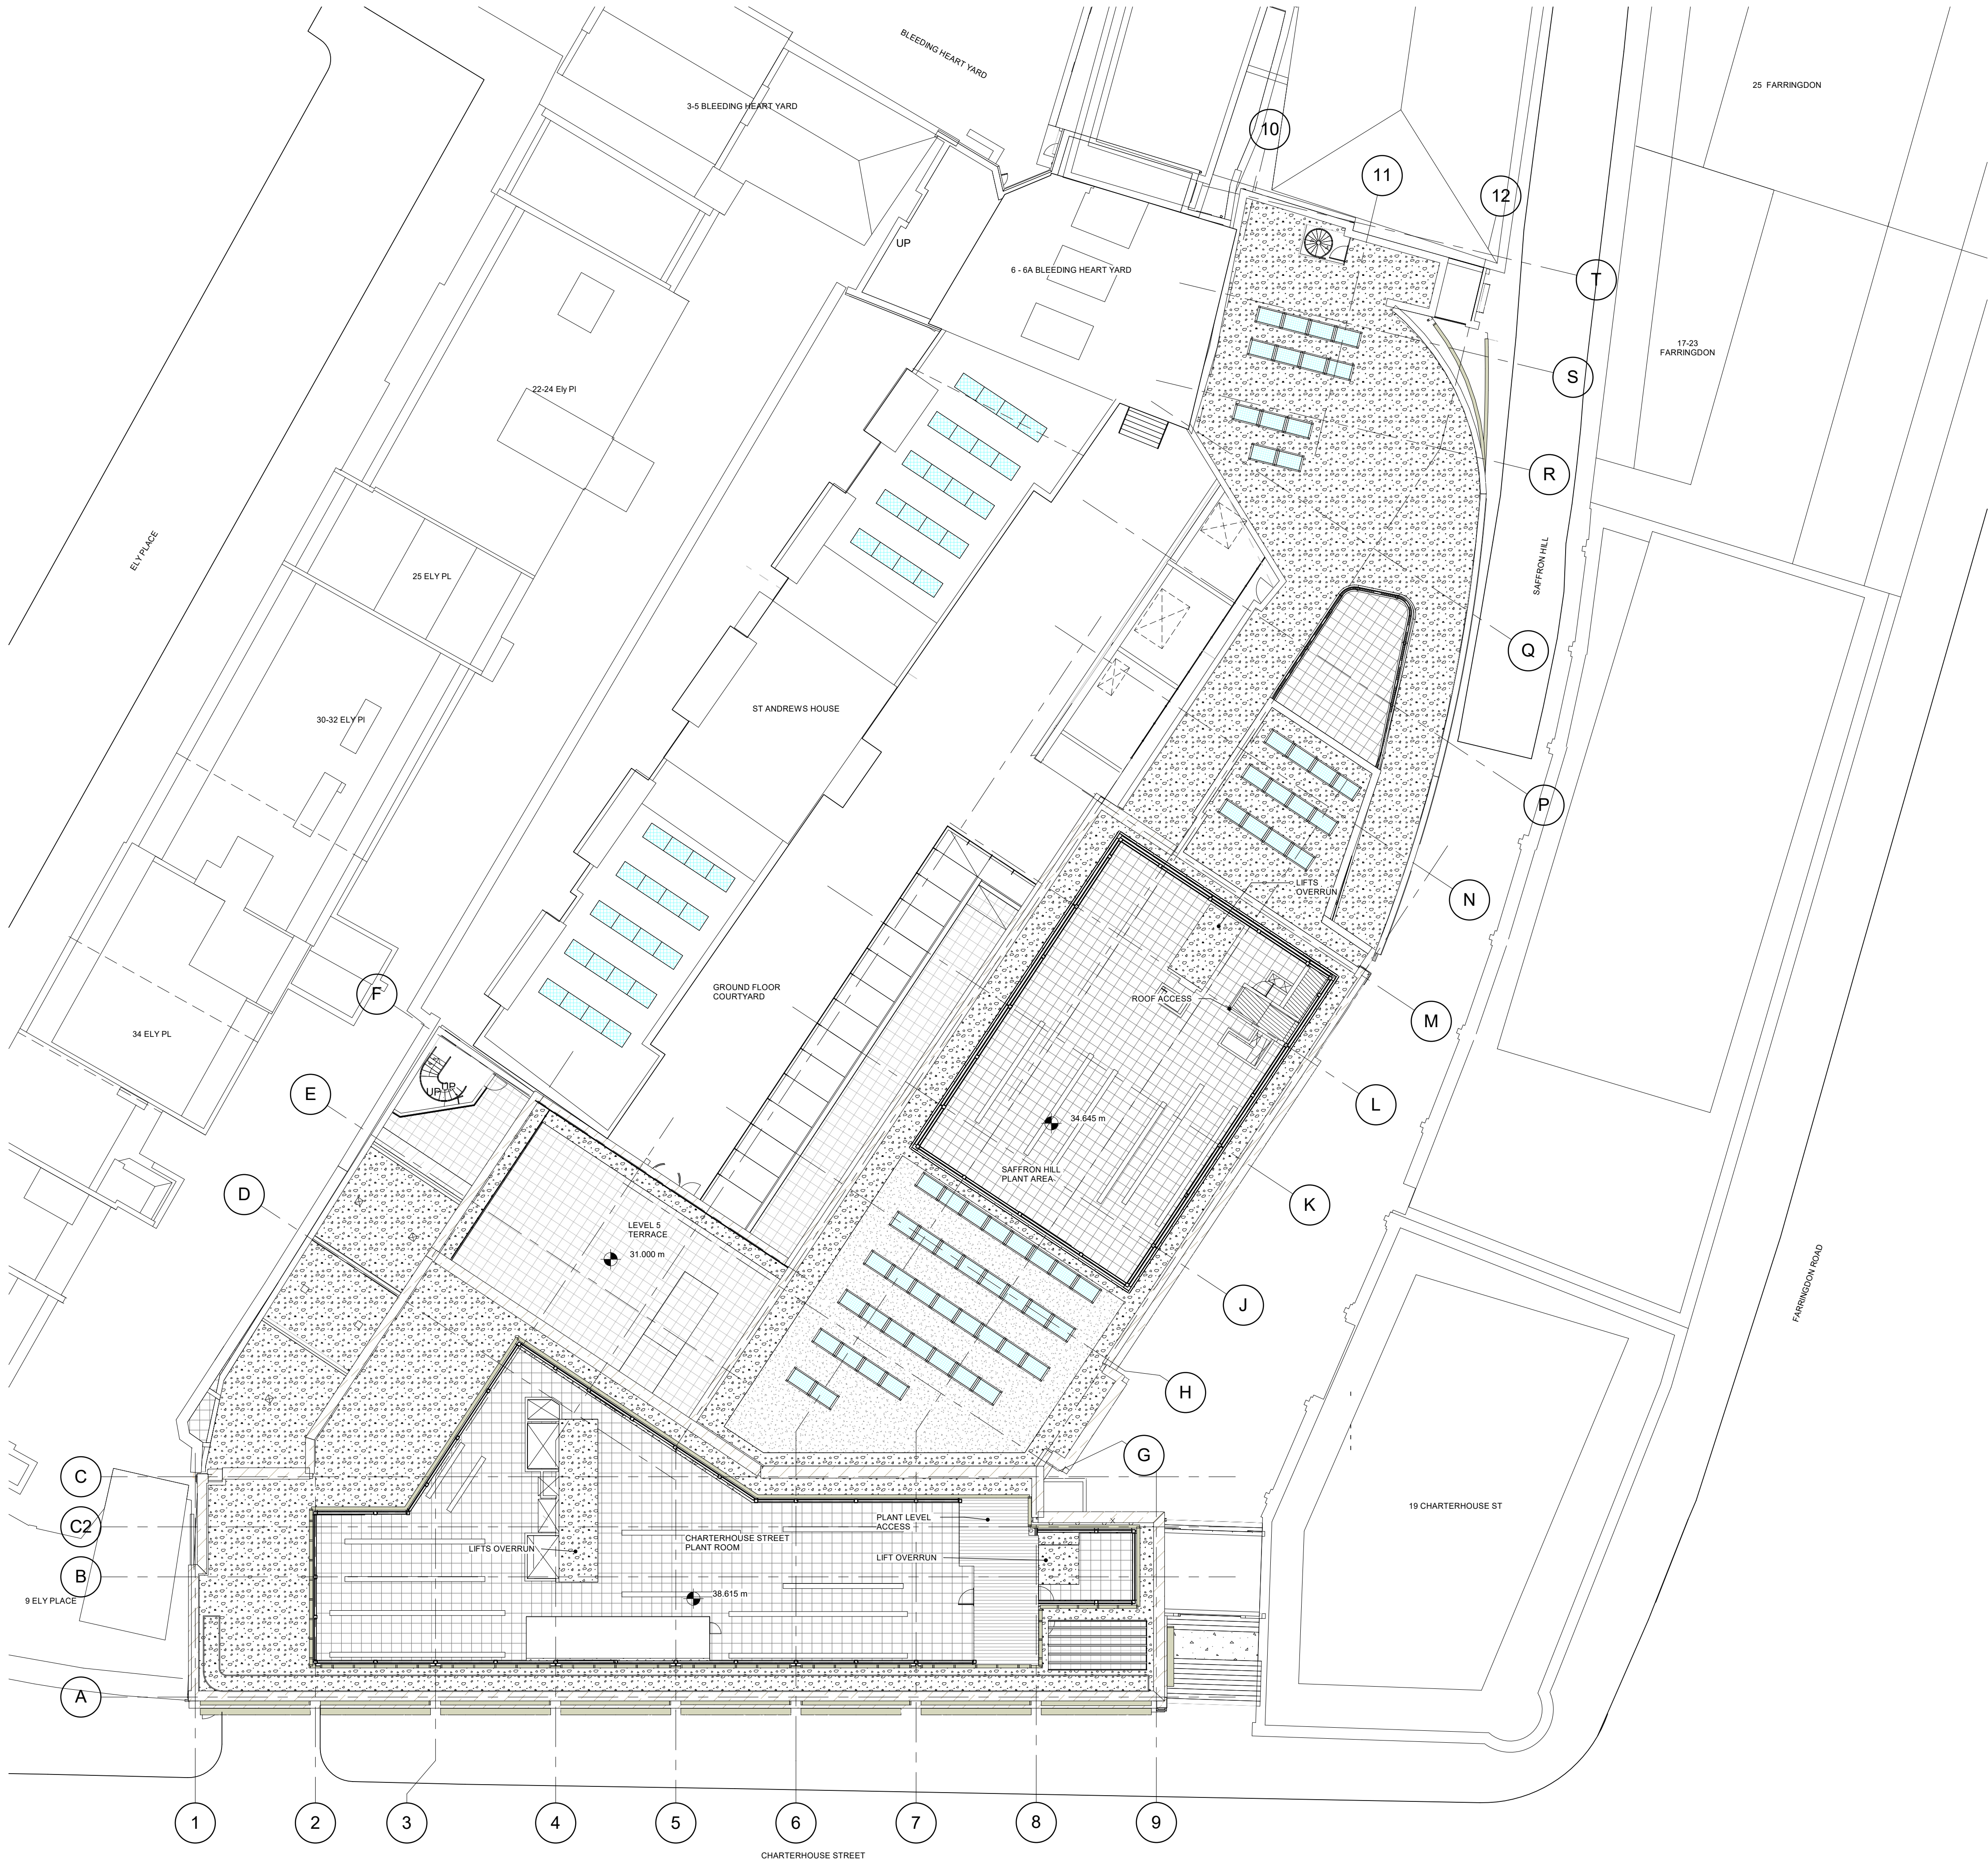 BLEEDING HEART YARD
25 FARRINGDON
3-5 BLEEDING HEART YARD
10
11
12
UP
6 - 6A BLEEDING HEART YARD
T
17-23
FARRINGDON
S
22-24 Ely Pl
R
ELY PLACE
SAFFRON HILL
25 ELY PL
Q
ST ANDREWS HOUSE
30-32 ELY Pl
P
LIFTS
OVERRUN
N
GROUND FLOOR
COURTYARD
F
ROOF ACCESS
M
34 ELY PL
E
UP
UP
L
34.645 m
SAFFRON HILL
PLANT AREA
D
K
LEVEL 5
TERRACE
31.000 m
FARRINGDON ROAD
J
H
G
C
19 CHARTERHOUSE ST
C2
PLANT LEVEL
ACCESS
CHARTERHOUSE STREET
PLANT ROOM
LIFTS OVERRUN
LIFT OVERRUN
B
9 ELY PLACE
38.615 m
A
1
2
3
4
5
6
7
8
9
CHARTERHOUSE STREET